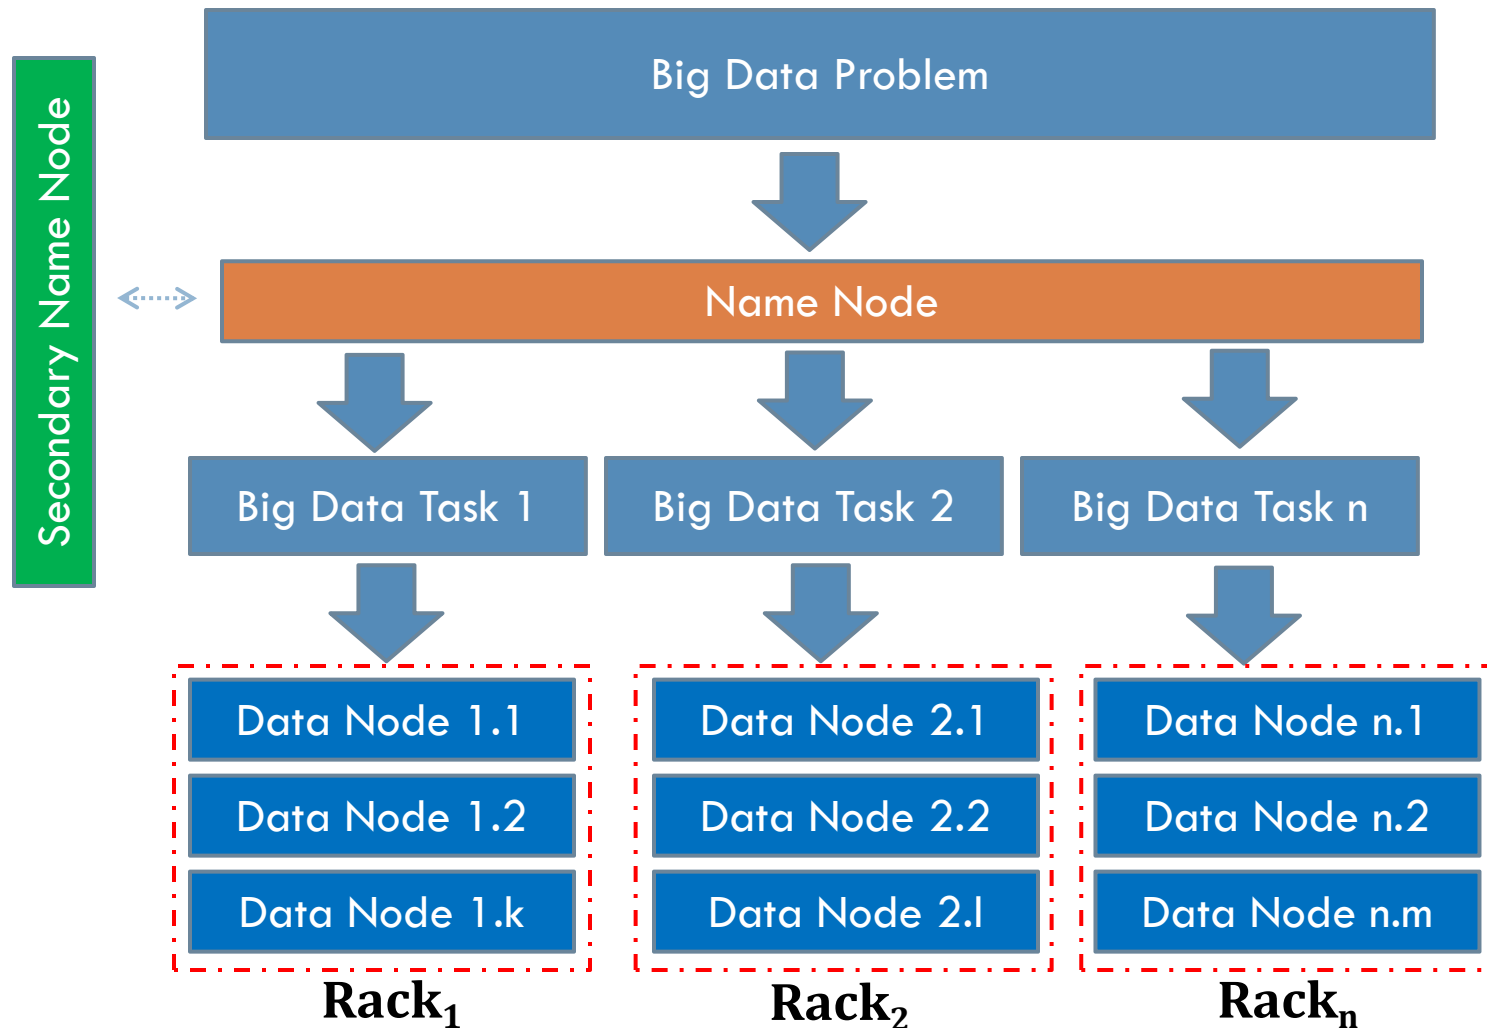 Big Data Problem
Secondary Name Node
Name Node
Big Data Task 1
Big Data Task 2
Big Data Task n
Data Node 1.1
Data Node 2.1
Data Node n.1
Data Node 1.2
Data Node 2.2
Data Node n.2
Data Node 1.k
Data Node 2.l
Data Node n.m
Rack₁
Rack₂
Rackₙ